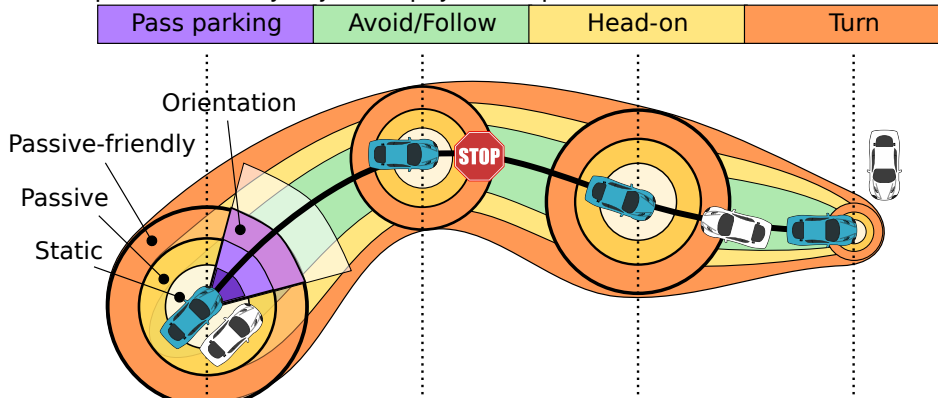 Pass parking
Avoid/Follow
Head-on
Turn
Orientation
Passive-friendly
Passive
Static
STOP